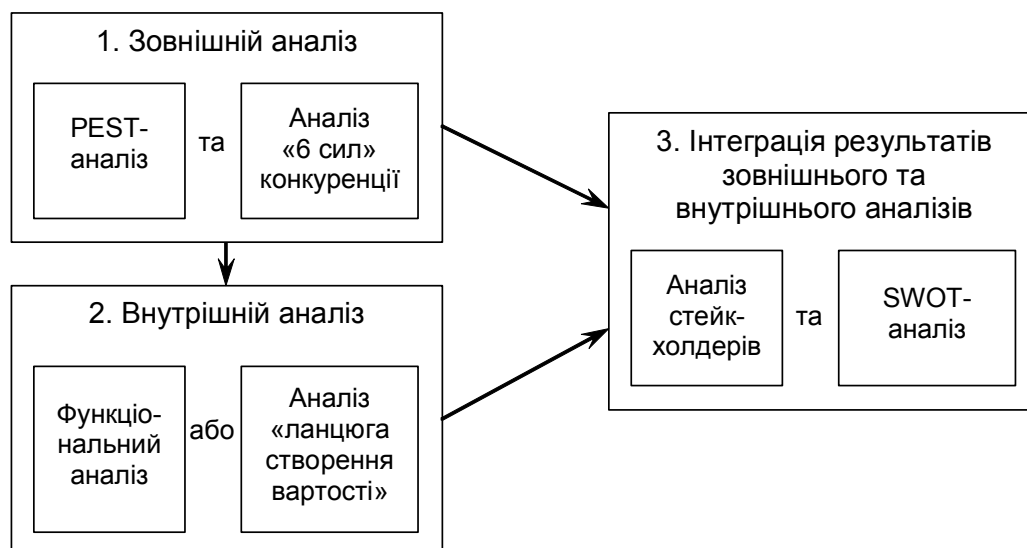 1. Зовнішній аналіз
PEST-
аналіз
та
Аналіз
«6 сил»
конкуренції
2. Внутрішній аналіз
Функціо-
нальний
аналіз
або
Аналіз
«ланцюга
створення
вартості»
3. Інтеграція результатів
зовнішнього та
внутрішнього аналізів
Аналіз
стейк-
холдерів
та
SWOT-
аналіз